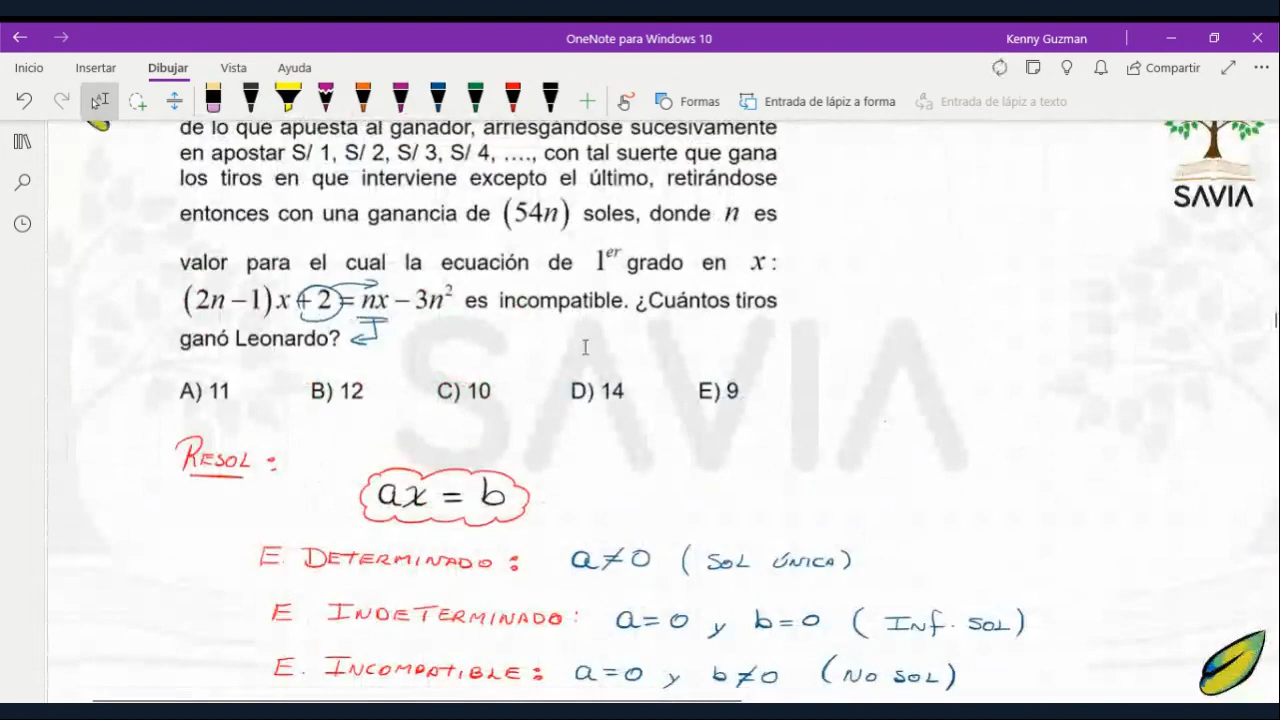 OneNote para Windows 10
Kenny Guzman
Inicio Insertar Dibujar Vista Ayuda
Compartir
Formas Entrada de lápiz a forma Entrada de lápiz a texto
de lo que apuesta al ganador, arriesgándose sucesivamente
en apostar S/ 1, S/ 2, S/ 3, S/ 4, ...., con tal suerte que gana
los tiros en que interviene excepto el último, retirándose
entonces con una ganancia de (54n) soles, donde n es
valor para el cual la ecuación de 1^er grado en x:
(2n−1)x+2=nx−3n² es incompatible. ¿Cuántos tiros
ganó Leonardo?
A) 11 B) 12 C) 10 D) 14 E) 9
SAVIA
SAVIA
RESOL:
ax = b
E. DETERMINADO: a≠0 (SOL ÚNICA)
E INDETERMINADO: a=0 y b=0 (INF. SOL)
E. INCOMPATIBLE: a=0 y b≠0 (NO SOL)